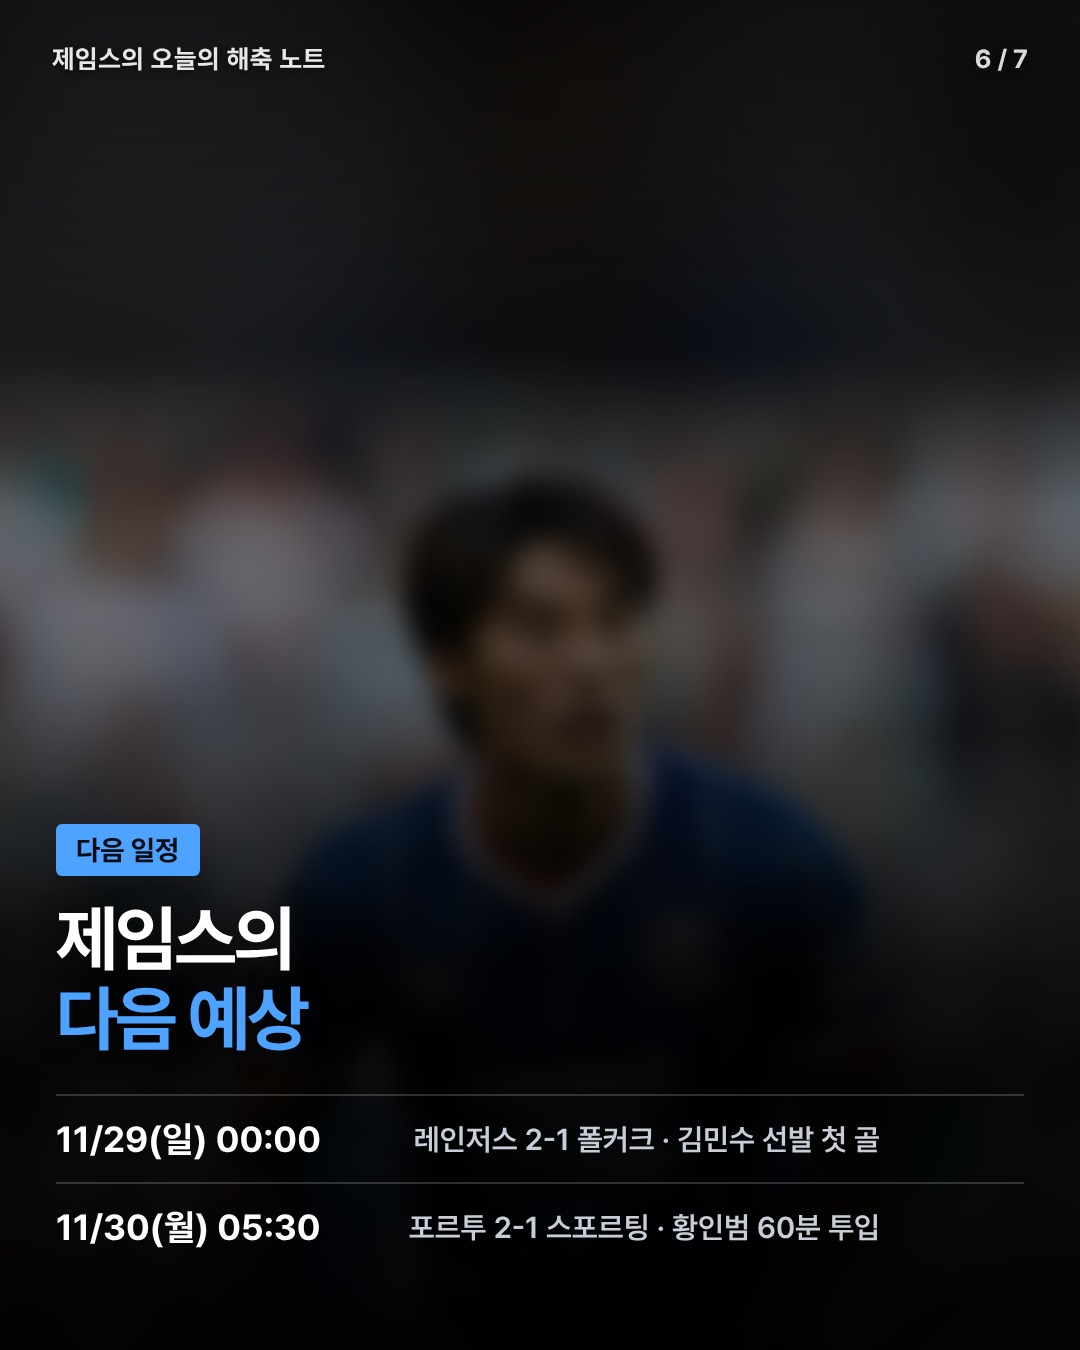 제임스의 오늘의 해축 노트
6 / 7
다음 일정
제임스의
다음 예상
11/29(일) 00:00 레인저스 2-1 폴커크 · 김민수 선발 첫 골
11/30(월) 05:30 포르투 2-1 스포르팅 · 황인범 60분 투입